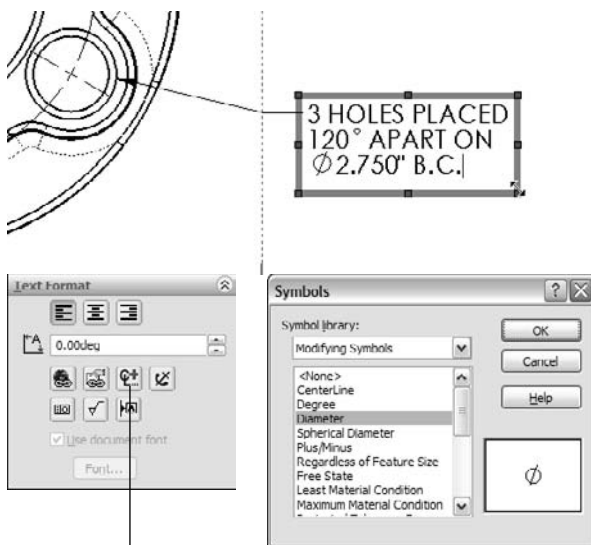 3 HOLES PLACED
120° APART ON
∅2.750" B.C.
Text Format
A
0.00deg
Use document font
Font...
Symbols
Symbol library:
Modifying Symbols
<None>
CenterLine
Degree
Diameter
Spherical Diameter
Plus/Minus
Regardless of Feature Size
Free State
Least Material Condition
Maximum Material Condition
OK
Cancel
Help
∅